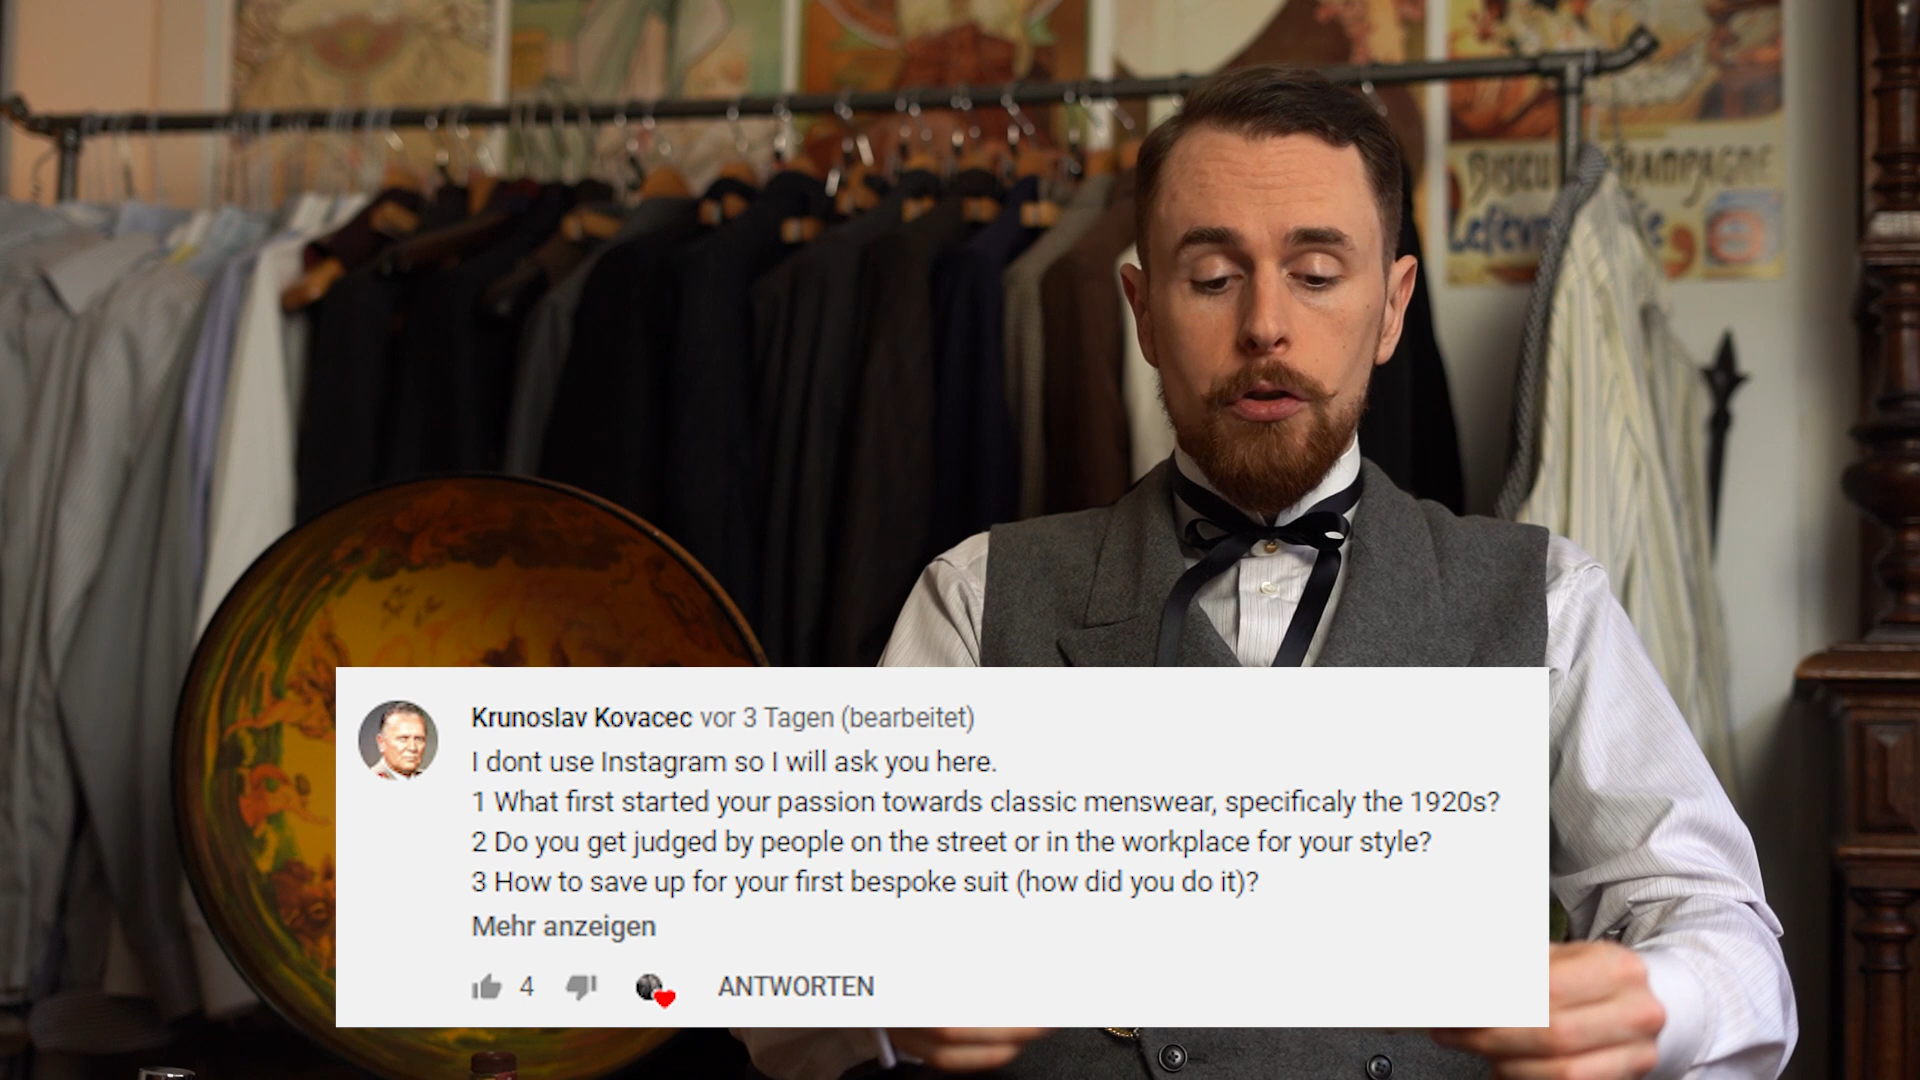 CHAMPAGNE
Krunoslav Kovacec vor 3 Tagen (bearbeitet)
I dont use Instagram so I will ask you here.
1 What first started your passion towards classic menswear, specificaly the 1920s?
2 Do you get judged by people on the street or in the workplace for your style?
3 How to save up for your first bespoke suit (how did you do it)?
Mehr anzeigen
4
ANTWORTEN